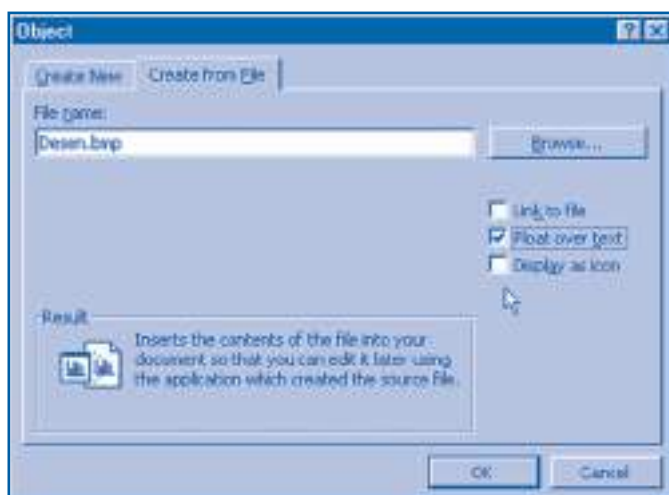 Object
Create New
Create from File
File name:
Desen.bmp
Browse...
Link to file
Float over text
Display as icon
Result
Inserts the contents of the file into your
document so that you can edit it later using
the application which created the source file.
OK
Cancel